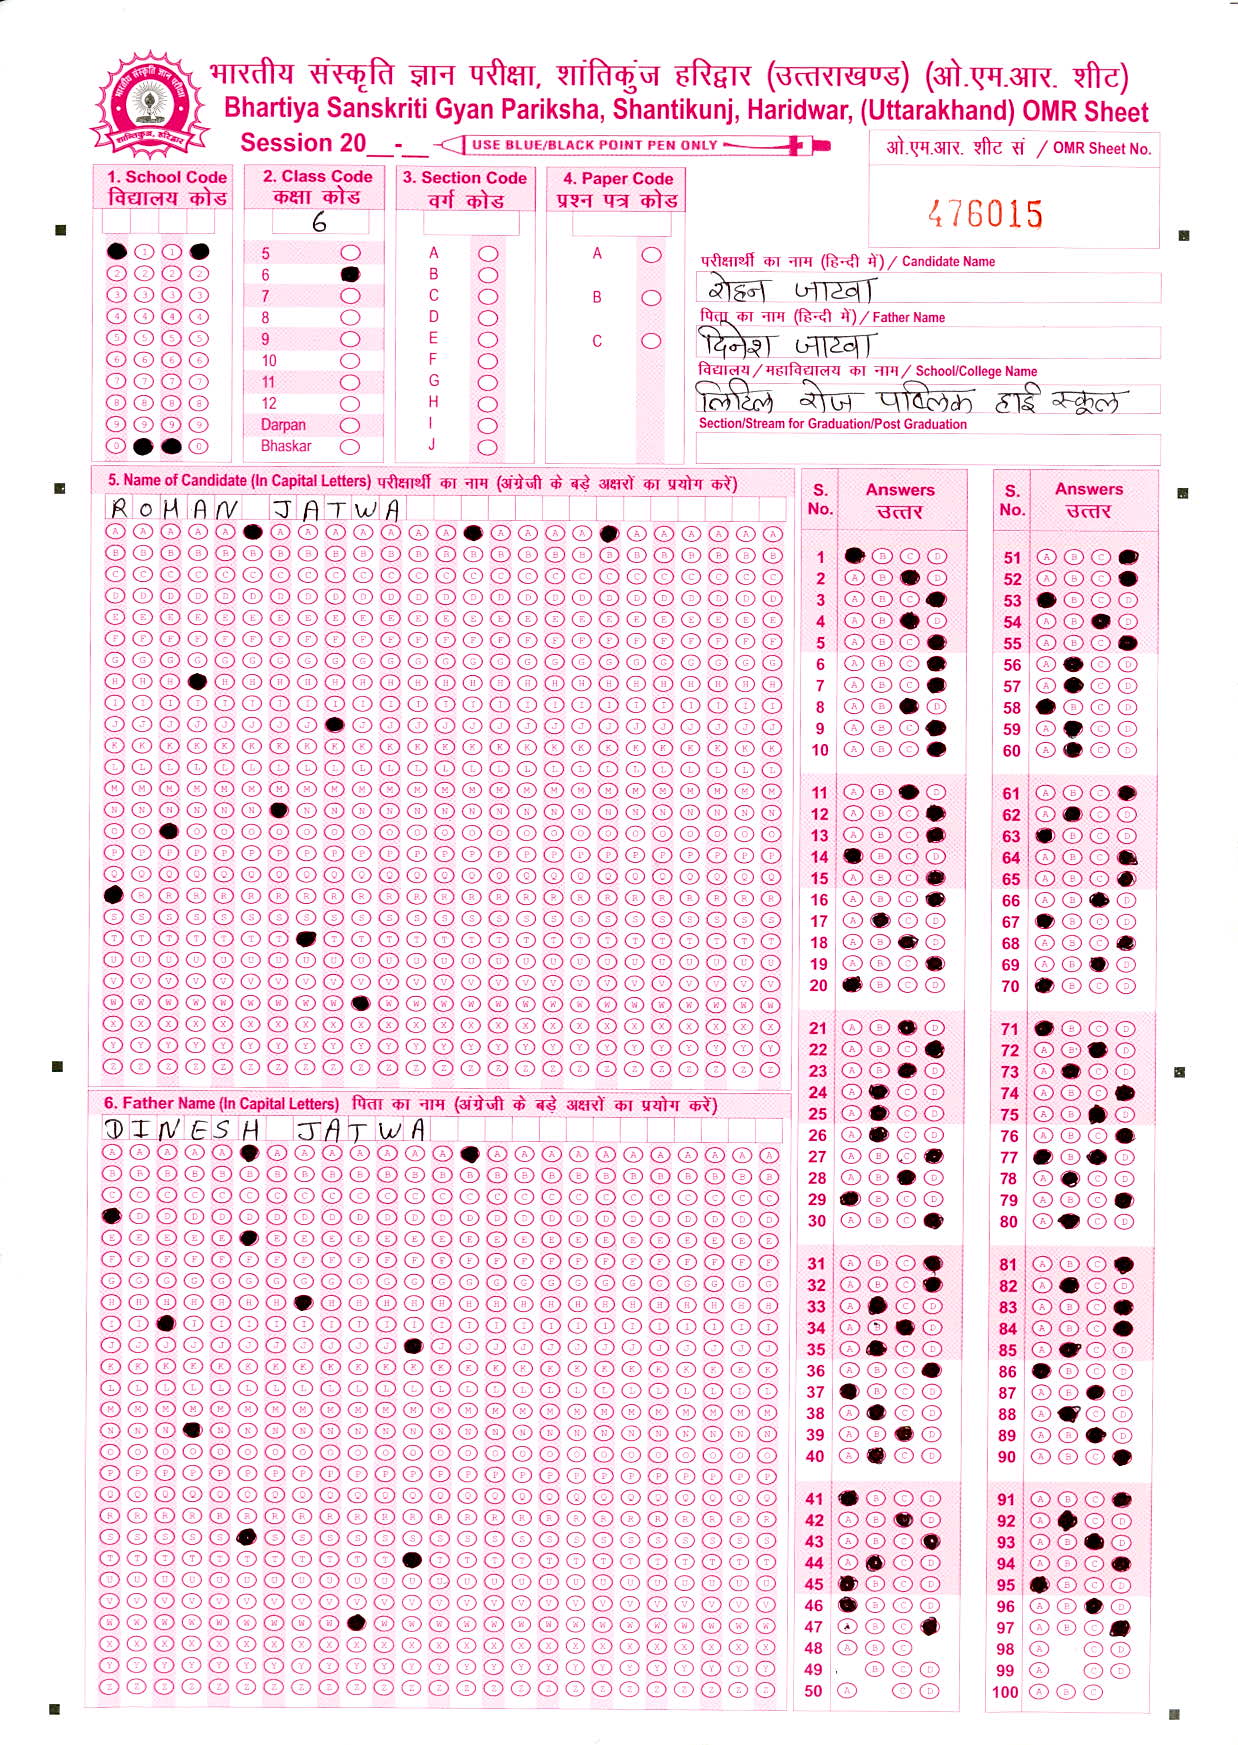 भारतीय संस्कृति ज्ञान परीक्षा, शांतिकुंज हरिद्वार (उत्तराखण्ड) (ओ.एम.आर. शीट)
Bhartiya Sanskriti Gyan Pariksha, Shantikunj, Haridwar, (Uttarakhand) OMR Sheet
Session 20__-__
USE BLUE/BLACK POINT PEN ONLY
ओ.एम.आर. शीट सं / OMR Sheet No.
476015
1. School Code
विद्यालय कोड
2. Class Code
कक्षा कोड
6
5
6
7
8
9
10
11
12
Darpan
Bhaskar
3. Section Code
वर्ग कोड
A
B
C
D
E
F
G
H
I
J
4. Paper Code
प्रश्न पत्र कोड
A
B
C
परीक्षार्थी का नाम (हिन्दी में) / Candidate Name
रोहन जाटवा
पिता का नाम (हिन्दी में) / Father Name
दिनेश जाटवा
विद्यालय / महाविद्यालय का नाम / School/College Name
लिटिल रोज पब्लिक हाई स्कूल
Section/Stream for Graduation/Post Graduation
5. Name of Candidate (In Capital Letters) परीक्षार्थी का नाम (अंग्रेजी के बड़े अक्षरों का प्रयोग करें)
ROHAN JATWA
6. Father Name (In Capital Letters) पिता का नाम (अंग्रेजी के बड़े अक्षरों का प्रयोग करें)
DINESH JATWA
S. No. Answers उत्तर
1
2
3
4
5
6
7
8
9
10
11
12
13
14
15
16
17
18
19
20
21
22
23
24
25
26
27
28
29
30
31
32
33
34
35
36
37
38
39
40
41
42
43
44
45
46
47
48
49
50
S. No. Answers उत्तर
51
52
53
54
55
56
57
58
59
60
61
62
63
64
65
66
67
68
69
70
71
72
73
74
75
76
77
78
79
80
81
82
83
84
85
86
87
88
89
90
91
92
93
94
95
96
97
98
99
100